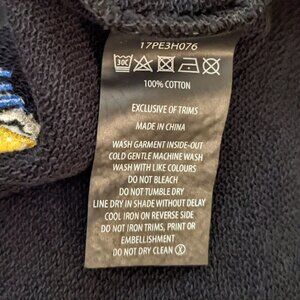 17PE3H076
30C
100% COTTON
EXCLUSIVE OF TRIMS
MADE IN CHINA
WASH GARMENT INSIDE-OUT
COLD GENTLE MACHINE WASH
WASH WITH LIKE COLOURS
DO NOT BLEACH
DO NOT TUMBLE DRY
LINE DRY IN SHADE WITHOUT DELAY
COOL IRON ON REVERSE SIDE
DO NOT IRON TRIMS, PRINT OR
EMBELLISHMENT
DO NOT DRY CLEAN Ⓧ